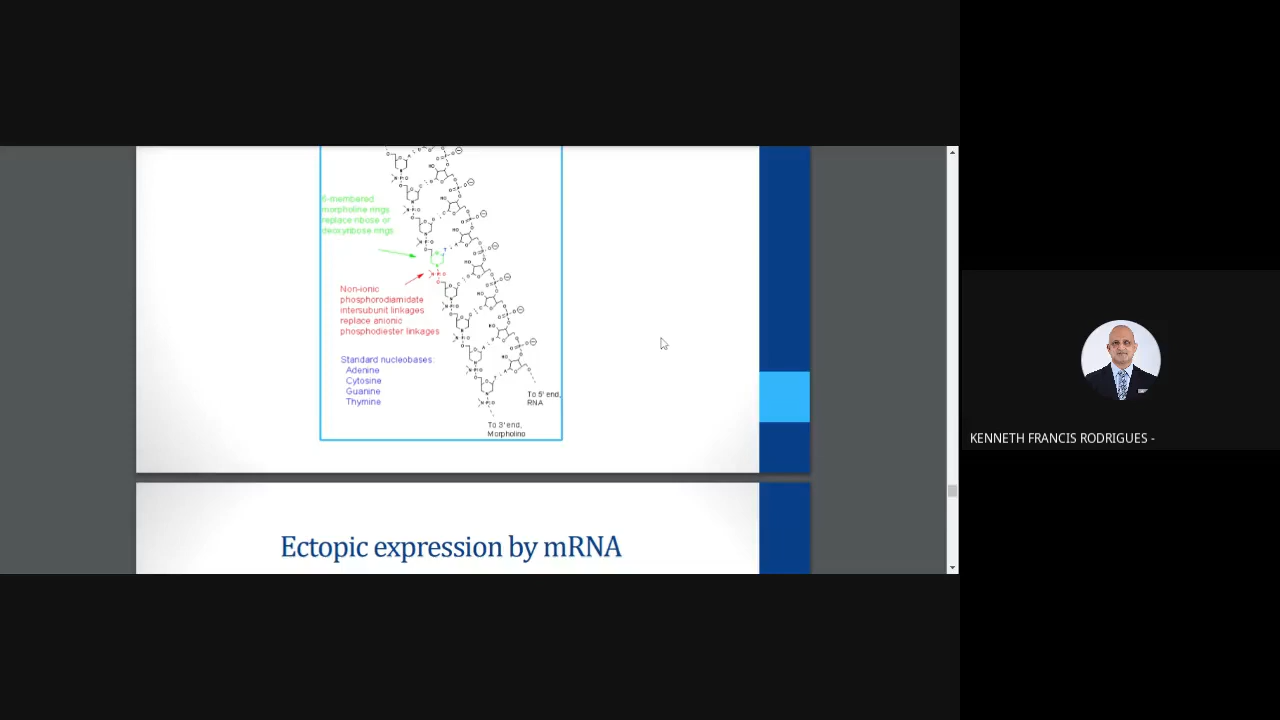 6-membered
morpholine rings
replace ribose or
deoxyribose rings
Non-ionic
phosphorodiamidate
intersubunit linkages
replace anionic
phosphodiester linkages
Standard nucleobases:
Adenine
Cytosine
Guanine
Thymine
To 5' end,
RNA
To 3' end,
Morpholino
Ectopic expression by mRNA
KENNETH FRANCIS RODRIGUES -